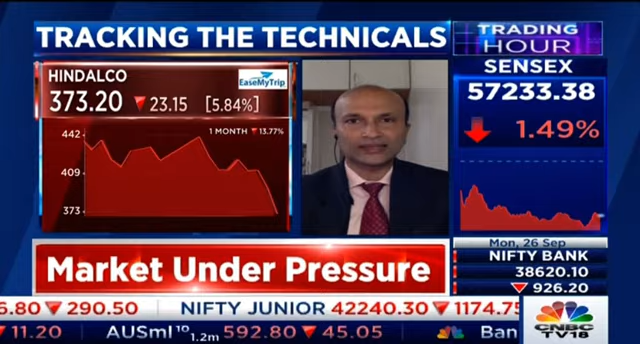 TRACKING THE TECHNICALS
TRADING
HOUR
HINDALCO
EaseMyTrip
373.20 ▼ 23.15 [5.84%]
1 MONTH ▼ 13.77%
442
409
373
SENSEX
57233.38
1.49%
Mon, 26 Sep
NIFTY BANK
38620.10
▼ 926.20
Market Under Pressure
6.80 ▼ 290.50 NIFTY JUNIOR 42240.30 ▼ 1174.75
11.20 AUSml 10 1.2m 592.80 ▼ 45.05 Ban
CNBC
TV18